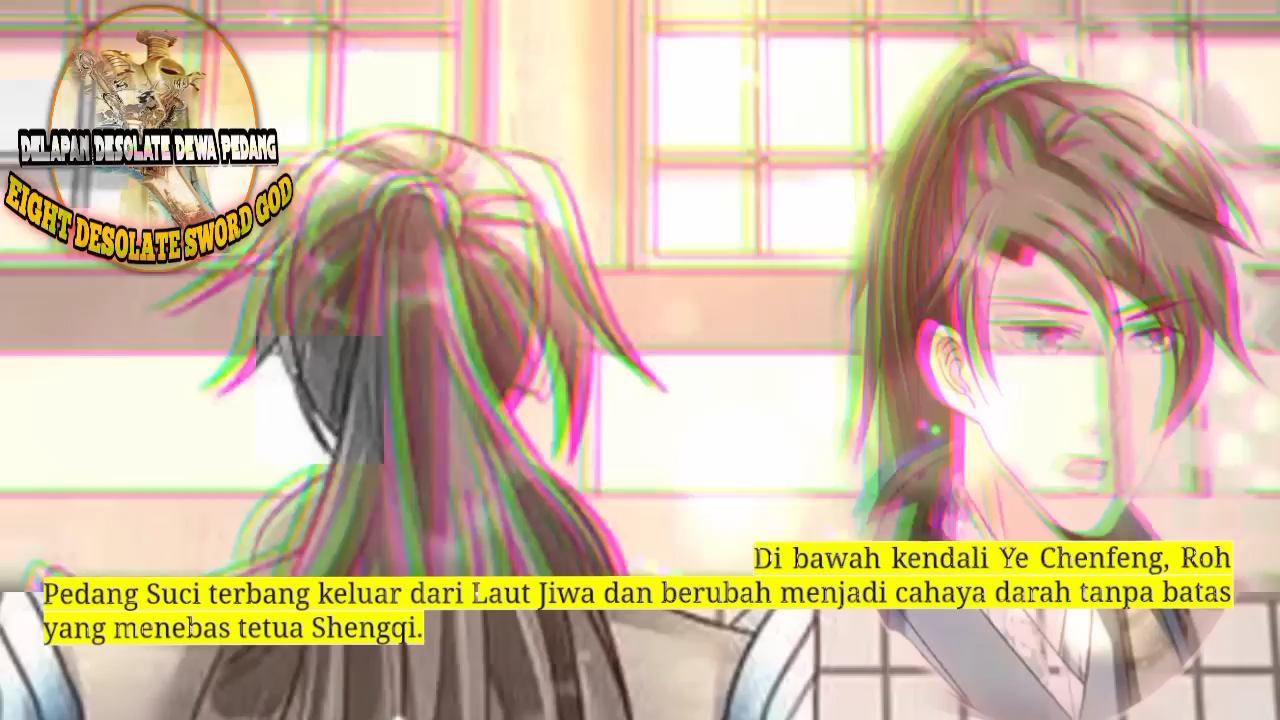 DELAPAN DESOLATE DEWA PEDANG
EIGHT DESOLATE SWORD GOD
Di bawah kendali Ye Chenfeng, Roh
Pedang Suci terbang keluar dari Laut Jiwa dan berubah menjadi cahaya darah tanpa batas
yang menebas tetua Shengqi.